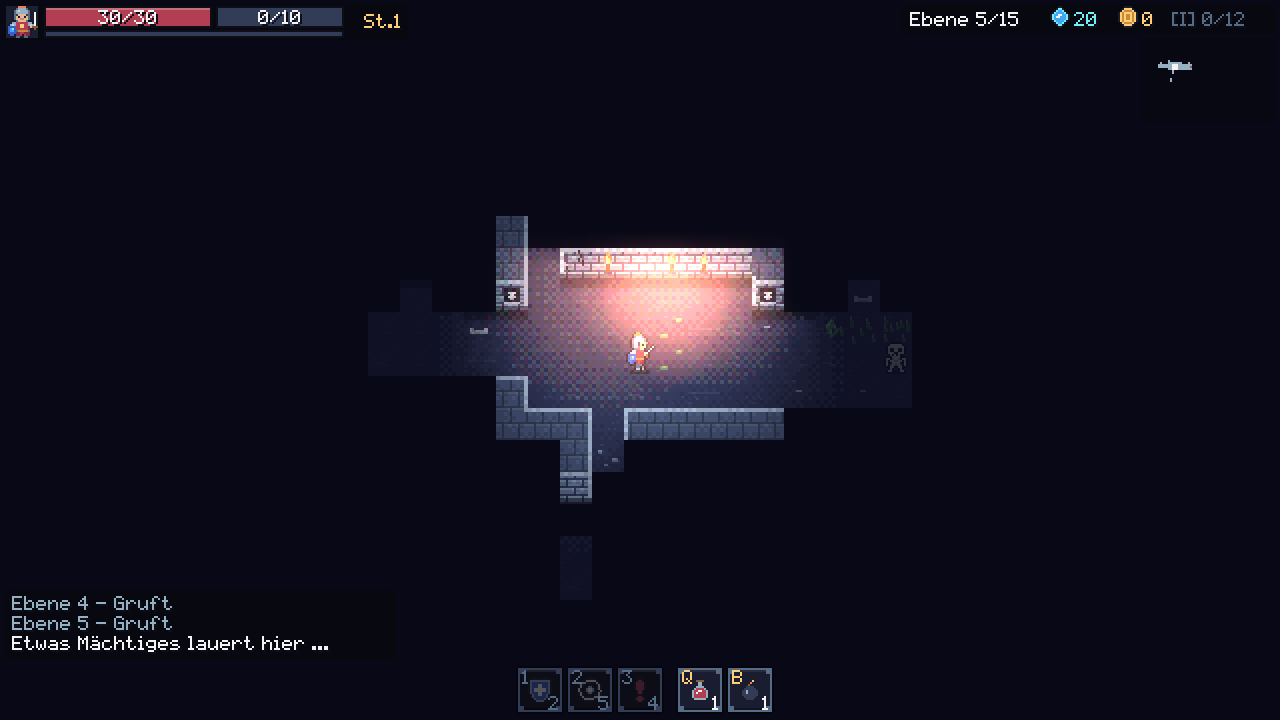 30/30 0/10 St.1
Ebene 5/15 20 0 [I] 0/12
Ebene 4 – Gruft
Ebene 5 – Gruft
Etwas Mächtiges lauert hier ...
1 2 3 Q B
2 5 4 1 1